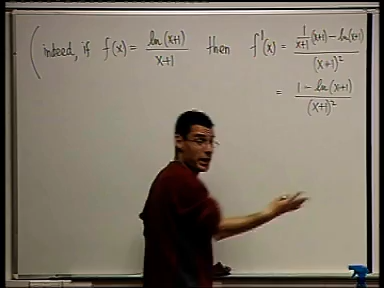 ( indeed, if f(x) = ln(x+1) / x+1 then f'(x) = 1/x+1 (x+1) - ln(x+1) / (x+1)²
= 1 - ln(x+1) / (x+1)²